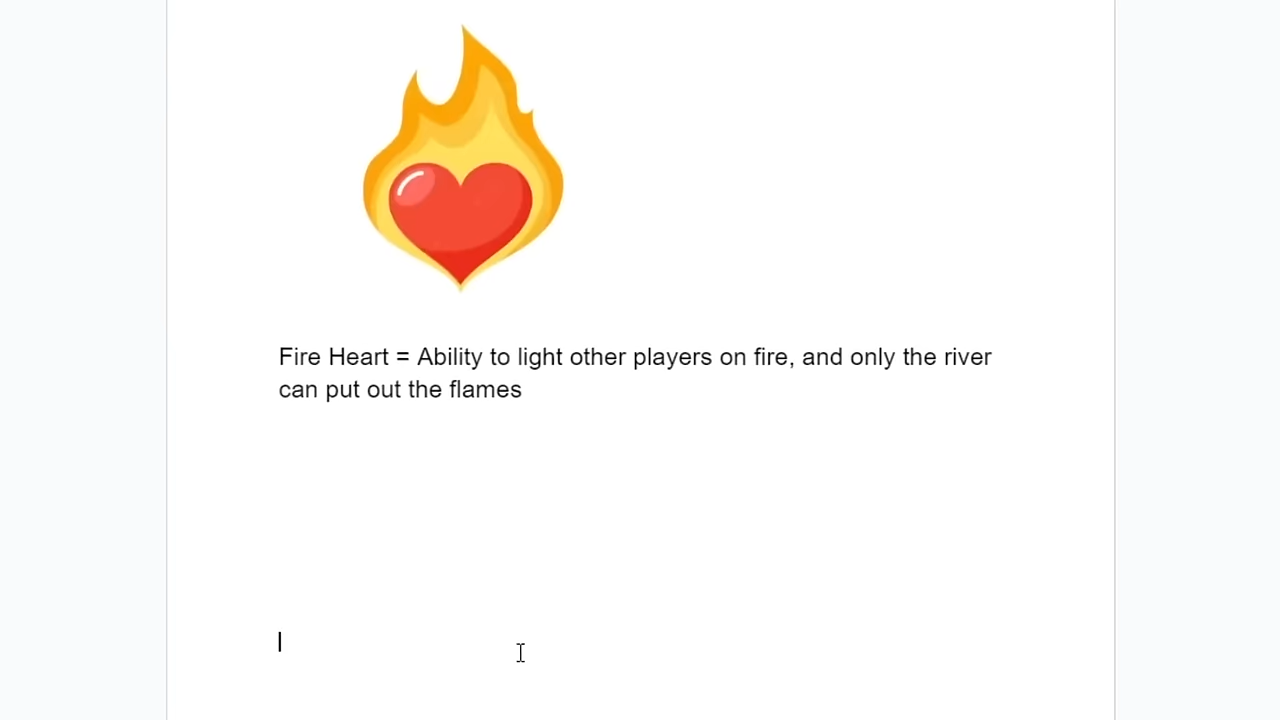 Fire Heart = Ability to light other players on fire, and only the river
can put out the flames